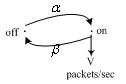 α
off
on
β
V
packets/sec